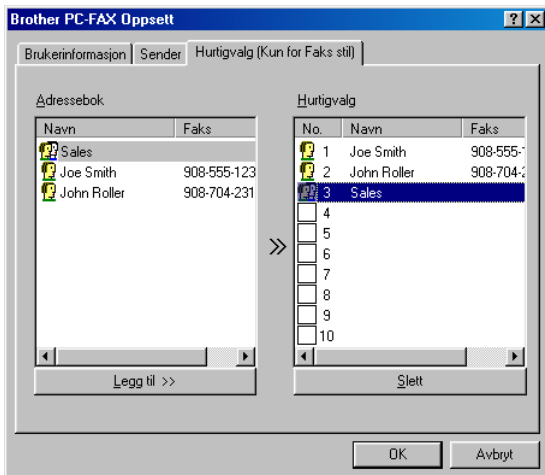 Brother PC-FAX Oppsett
Brukerinformasjon Sender Hurtigvalg (Kun for Faks stil)
Adressebok
Navn Faks
Sales
Joe Smith 908-555-123
John Roller 908-704-231
Legg til >>
>>
Hurtigvalg
No. Navn Faks
1 Joe Smith 908-555-
2 John Roller 908-704-
3 Sales
4
5
6
7
8
9
10
Slett
OK Avbryt